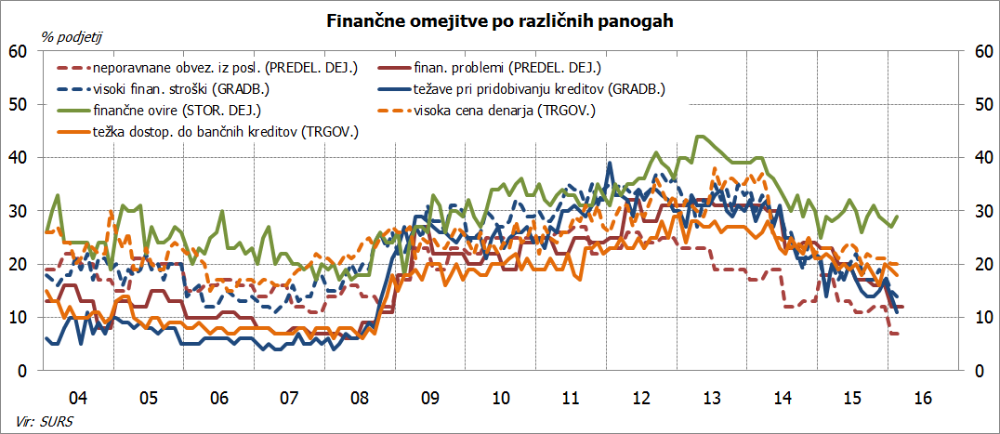 Finančne omejitve po različnih panogah
% podjetij
60 60
50 50
40 40
30 30
20 20
10 10
0 0
neporavnane obvez. iz posl. (PREDEL. DEJ.) finan. problemi (PREDEL. DEJ.)
visoki finan. stroški (GRADB.) težave pri pridobivanju kreditov (GRADB.)
finančne ovire (STOR. DEJ.) visoka cena denarja (TRGOV.)
težka dostop. do bančnih kreditov (TRGOV.)
04 05 06 07 08 09 10 11 12 13 14 15 16
Vir: SURS